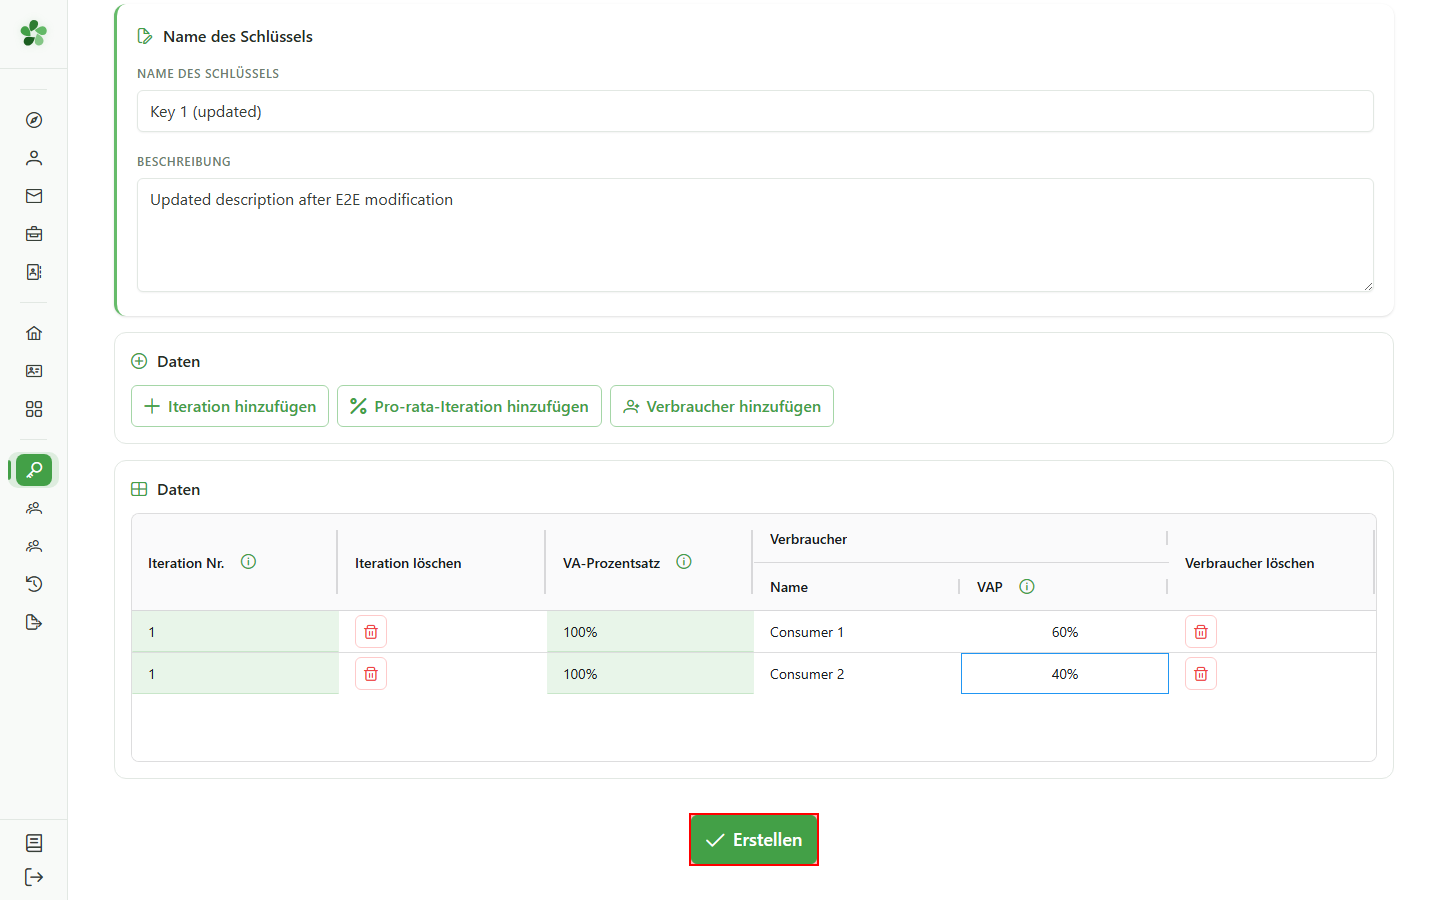 Name des Schlüssels
NAME DES SCHLÜSSELS
Key 1 (updated)
BESCHREIBUNG
Updated description after E2E modification
Daten
Iteration hinzufügen
Pro-rata-Iteration hinzufügen
Verbraucher hinzufügen
Daten
Iteration Nr.
Iteration löschen
VA-Prozentsatz
Verbraucher
Name
VAP
Verbraucher löschen
1
100%
Consumer 1
60%
1
100%
Consumer 2
40%
Erstellen